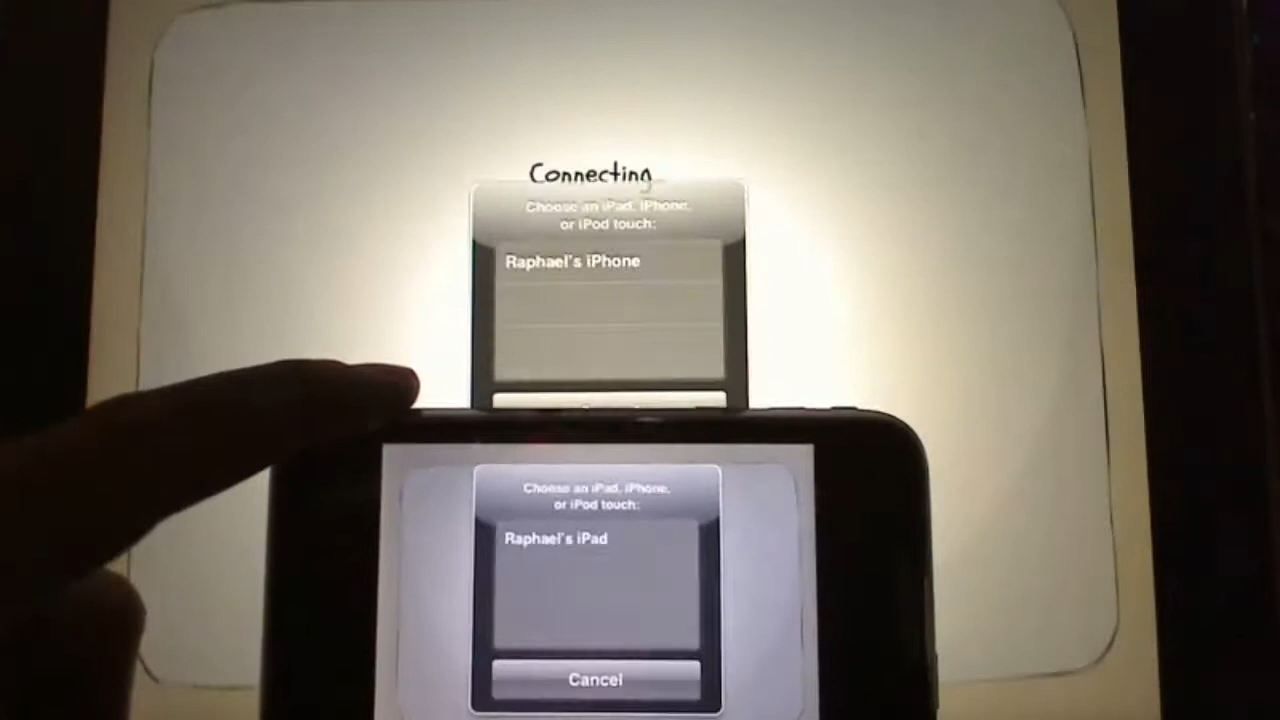 Connecting
Choose an iPad, iPhone,
or iPod touch:
Raphael's iPhone
Choose an iPad, iPhone,
or iPod touch:
Raphael's iPad
Cancel